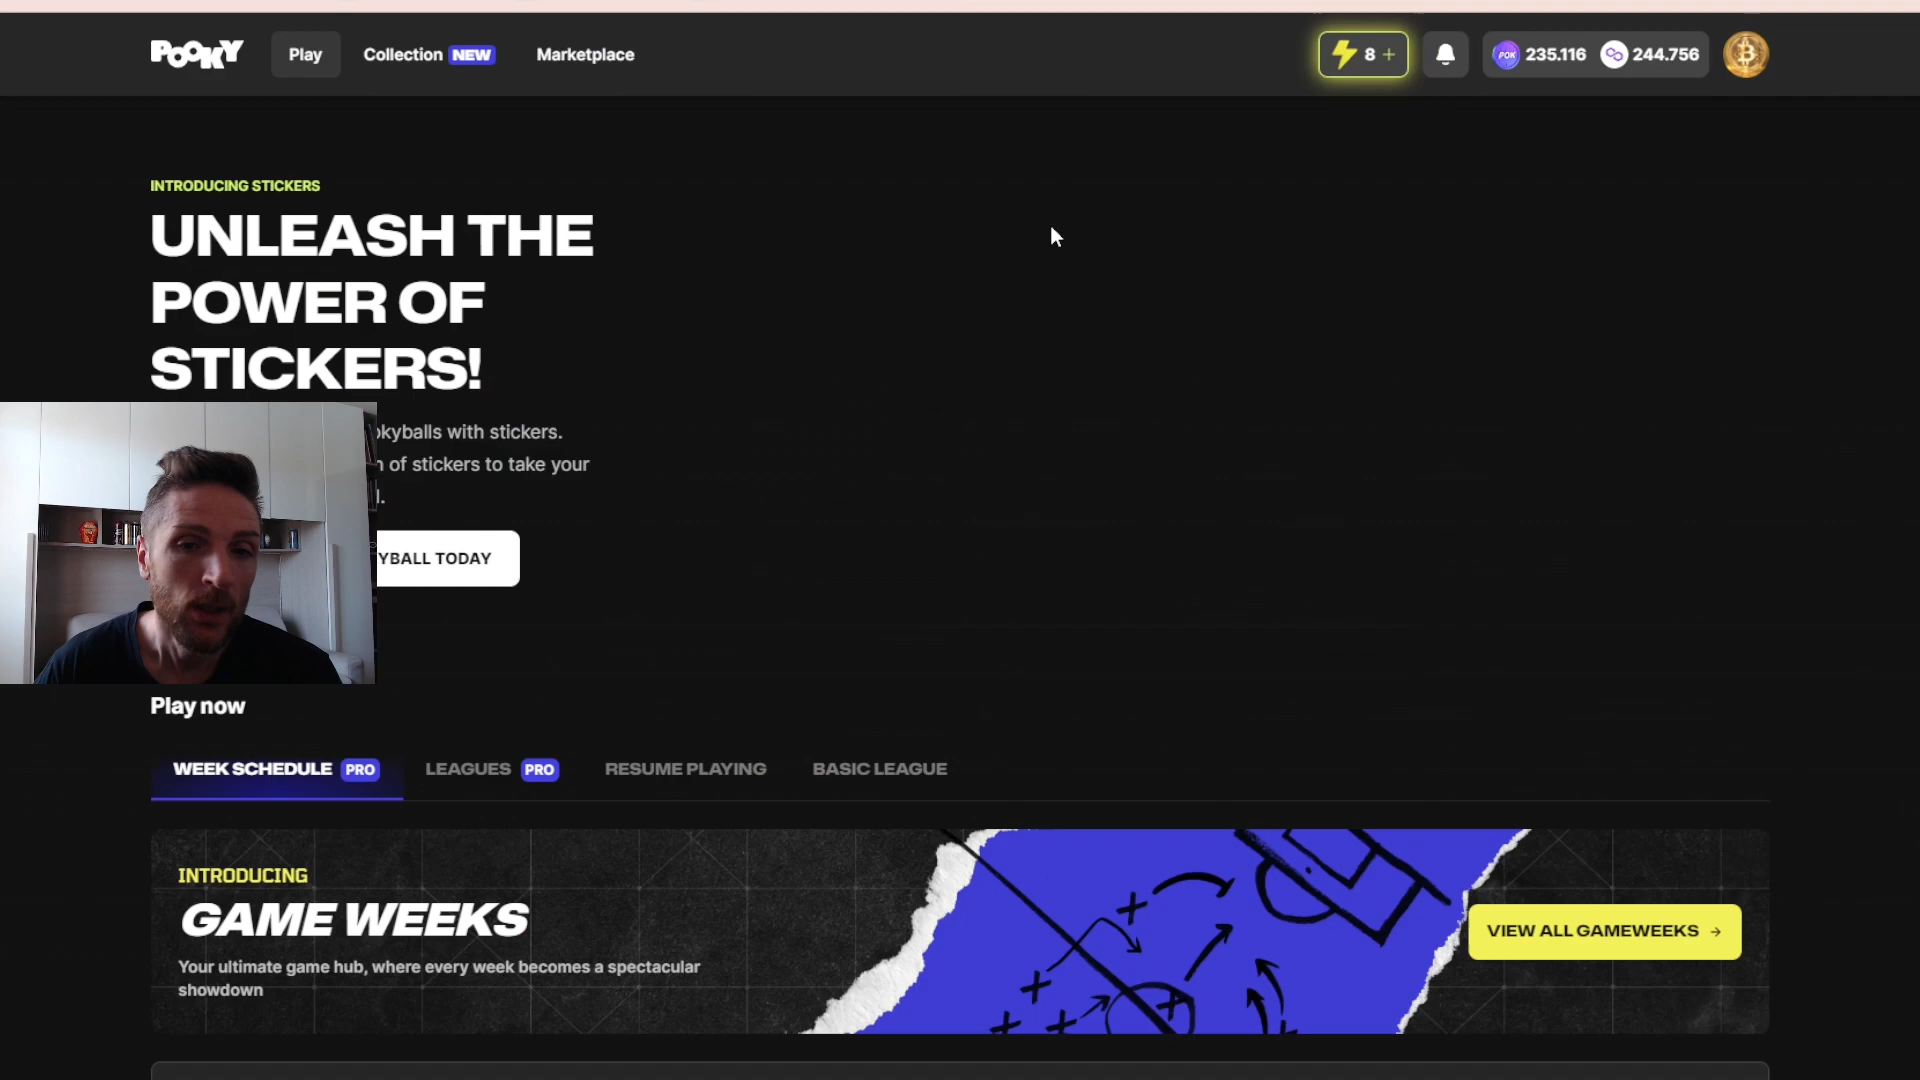 POOKY
Play
Collection NEW
Marketplace
8 +
POK 235.116 244.756
INTRODUCING STICKERS
UNLEASH THE
POWER OF
STICKERS!
okyballs with stickers.
of stickers to take your
YBALL TODAY
Play now
WEEK SCHEDULE PRO
LEAGUES PRO
RESUME PLAYING
BASIC LEAGUE
INTRODUCING
GAME WEEKS
Your ultimate game hub, where every week becomes a spectacular
showdown
VIEW ALL GAMEWEEKS →